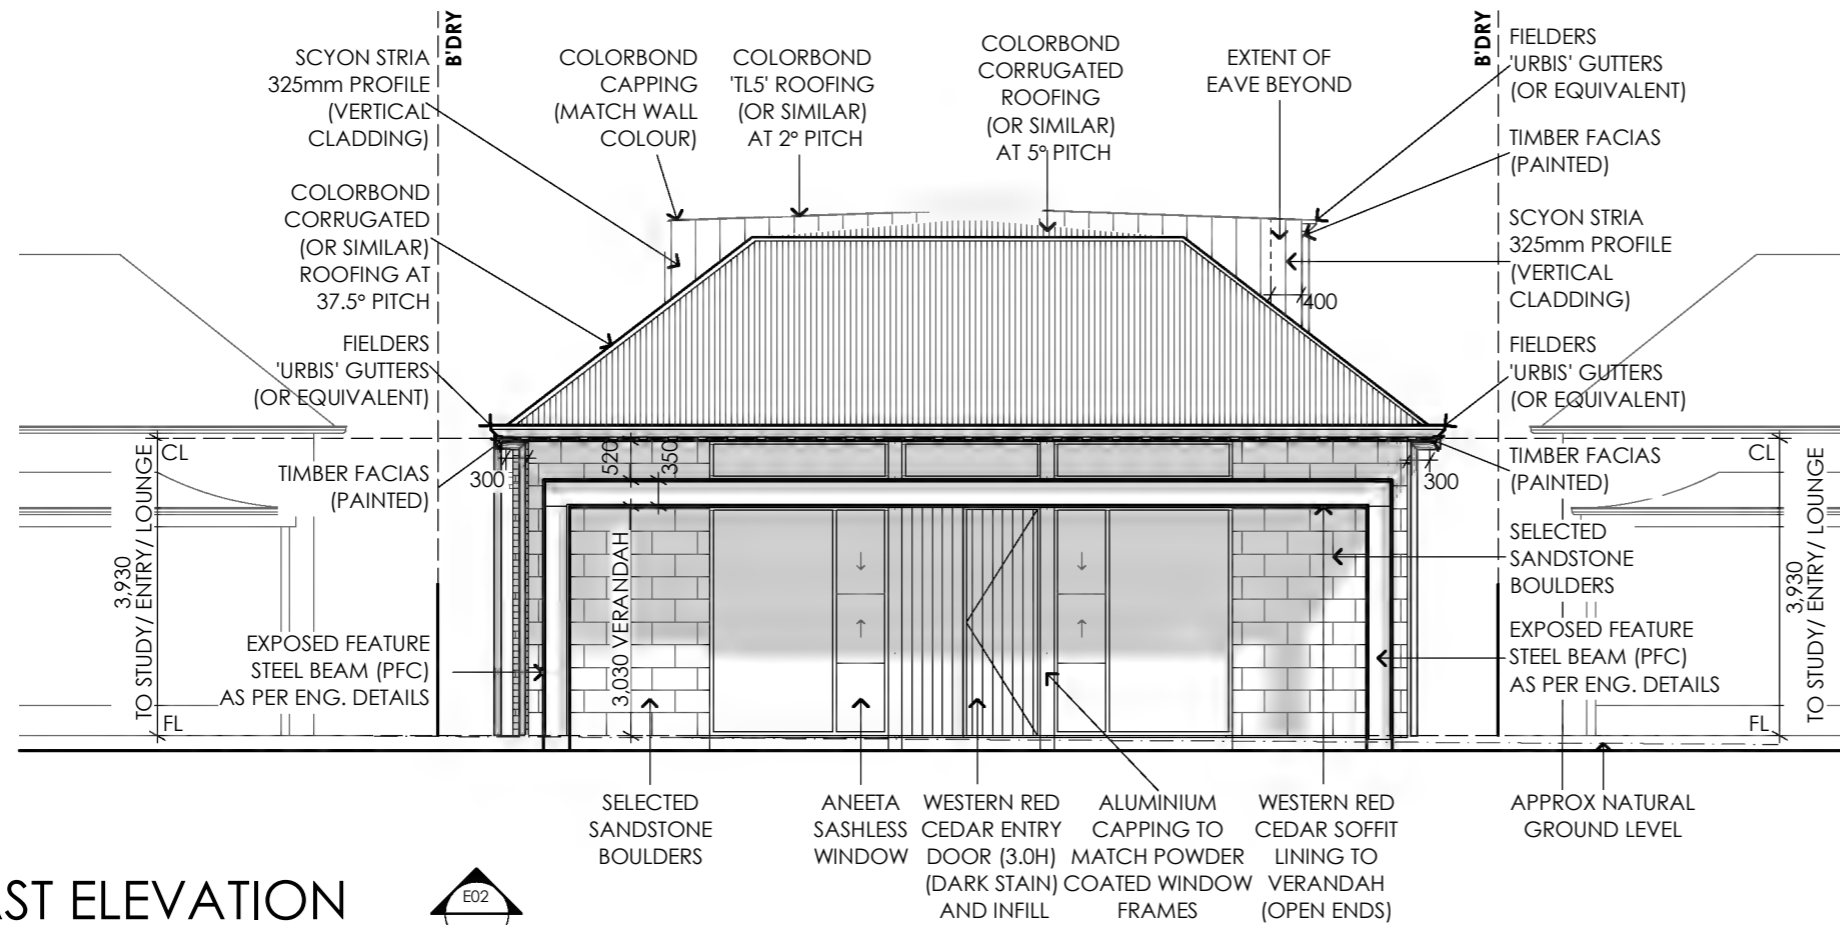 B'DRY
SCYON STRIA
325mm PROFILE
(VERTICAL
CLADDING)
COLORBOND
CAPPING
(MATCH WALL
COLOUR)
COLORBOND
'TL5' ROOFING
(OR SIMILAR)
AT 2° PITCH
COLORBOND
CORRUGATED
ROOFING
(OR SIMILAR)
AT 5° PITCH
EXTENT OF
EAVE BEYOND
B'DRY
FIELDERS
'URBIS' GUTTERS
(OR EQUIVALENT)
TIMBER FACIAS
(PAINTED)
SCYON STRIA
325mm PROFILE
(VERTICAL
CLADDING)
400
COLORBOND
CORRUGATED
(OR SIMILAR)
ROOFING AT
37.5° PITCH
FIELDERS
'URBIS' GUTTERS
(OR EQUIVALENT)
FIELDERS
'URBIS' GUTTERS
(OR EQUIVALENT)
CL
TIMBER FACIAS
(PAINTED)
300
520
350
300
TIMBER FACIAS
(PAINTED)
CL
3,930
TO STUDY/ ENTRY/ LOUNGE
FL
EXPOSED FEATURE
STEEL BEAM (PFC)
AS PER ENG. DETAILS
3,030 VERANDAH
SELECTED
SANDSTONE
BOULDERS
EXPOSED FEATURE
STEEL BEAM (PFC)
AS PER ENG. DETAILS
3,930
TO STUDY/ ENTRY/ LOUNGE
FL
SELECTED
SANDSTONE
BOULDERS
ANEETA
SASHLESS
WINDOW
WESTERN RED
CEDAR ENTRY
DOOR (3.0H)
(DARK STAIN)
AND INFILL
ALUMINIUM
CAPPING TO
MATCH POWDER
COATED WINDOW
FRAMES
WESTERN RED
CEDAR SOFFIT
LINING TO
VERANDAH
(OPEN ENDS)
APPROX NATURAL
GROUND LEVEL
AST ELEVATION
E02